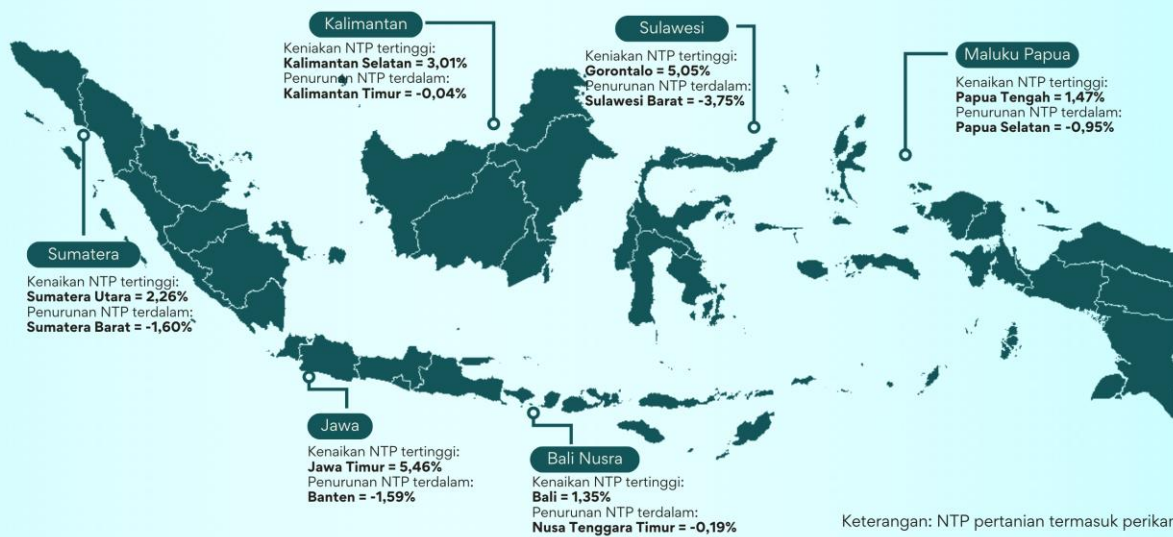 Kalimantan
Keniakan NTP tertinggi:
Kalimantan Selatan = 3,01%
Penurunan NTP terdalam:
Kalimantan Timur = -0,04%
Sulawesi
Keniakan NTP tertinggi:
Gorontalo = 5,05%
Penurunan NTP terdalam:
Sulawesi Barat = -3,75%
Maluku Papua
Kenaikan NTP tertinggi:
Papua Tengah = 1,47%
Penurunan NTP terdalam:
Papua Selatan = -0,95%
Sumatera
Kenaikan NTP tertinggi:
Sumatera Utara = 2,26%
Penurunan NTP terdalam:
Sumatera Barat = -1,60%
Jawa
Kenaikan NTP tertinggi:
Jawa Timur = 5,46%
Penurunan NTP terdalam:
Banten = -1,59%
Bali Nusra
Kenaikan NTP tertinggi:
Bali = 1,35%
Penurunan NTP terdalam:
Nusa Tenggara Timur = -0,19%
Keterangan: NTP pertanian termasuk perikan